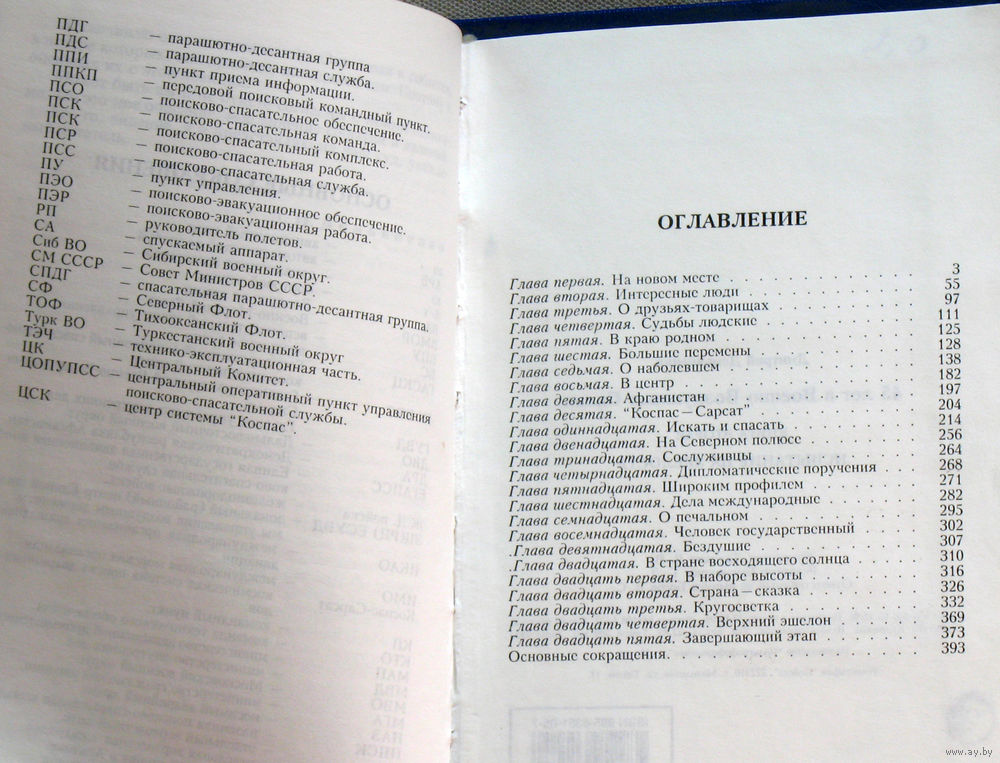 ПДГ — парашютно-десантная группа
ПДС — парашютно-десантная служба.
ППИ — пункт приема информации.
ППКП — передовой поисковый командный пункт.
ПСО — поисково-спасательное обеспечение.
ПСК — поисково-спасательная команда.
ПСК — поисково-спасательный комплекс.
ПСР — поисково-спасательная работа.
ПСС — поисково-спасательная служба.
ПУ — пункт управления.
ПЭО — поисково-эвакуационное обеспечение.
ПЭР — поисково-эвакуационная работа.
РП — руководитель полетов.
СА — спускаемый аппарат.
Сиб ВО — Сибирский военный округ.
СМ СССР — Совет Министров СССР.
СПДГ — спасательная парашютно-десантная группа.
СФ — Северный Флот.
ТОФ — Тихоокеанский Флот.
Турк ВО — Туркестанский военный округ
ТЭЧ — технико-эксплуатационная часть.
ЦК — Центральный Комитет.
ЦОПУПСС — центральный оперативный пункт управления
поисково-спасательной службы.
ЦСК — центр системы “Коспас”.
ОГЛАВЛЕНИЕ
Глава первая. На новом месте . . . . . . . . . . 3
Глава вторая. Интересные люди . . . . . . . . . . 55
Глава третья. О друзьях-товарищах . . . . . . . . . . 97
Глава четвертая. Судьбы людские . . . . . . . . . . 111
Глава пятая. В краю родном . . . . . . . . . . 125
Глава шестая. Большие перемены . . . . . . . . . . 128
Глава седьмая. О наболевшем . . . . . . . . . . 138
Глава восьмая. В центр . . . . . . . . . . 182
Глава девятая. Афганистан . . . . . . . . . . 197
Глава десятая. “Коспас—Сарсат” . . . . . . . . . . 204
Глава одиннадцатая. Искать и спасать . . . . . . . . . . 214
Глава двенадцатая. На Северном полюсе . . . . . . . . 256
Глава тринадцатая. Сослуживцы . . . . . . . . . . 264
Глава четырнадцатая. Дипломатические поручения . . . 268
Глава пятнадцатая. Широким профилем . . . . . . . . 271
Глава шестнадцатая. Дела международные . . . . . . . 282
Глава семнадцатая. О печальном . . . . . . . . . . 295
Глава восемнадцатая. Человек государственный . . . . 302
.Глава девятнадцатая. Бездушие . . . . . . . . . . 307
.Глава двадцатая. В стране восходящего солнца . . . . 310
Глава двадцать первая. В наборе высоты . . . . . . . 316
Глава двадцать вторая. Страна—сказка . . . . . . . . 326
Глава двадцать третья. Кругосветка . . . . . . . . 332
Глава двадцать четвертая. Верхний эшелон . . . . . . 369
Глава двадцать пятая. Завершающий этап . . . . . . . 373
Основные сокращения. . . . . . . . . . . . . . . 393
www.ay.by